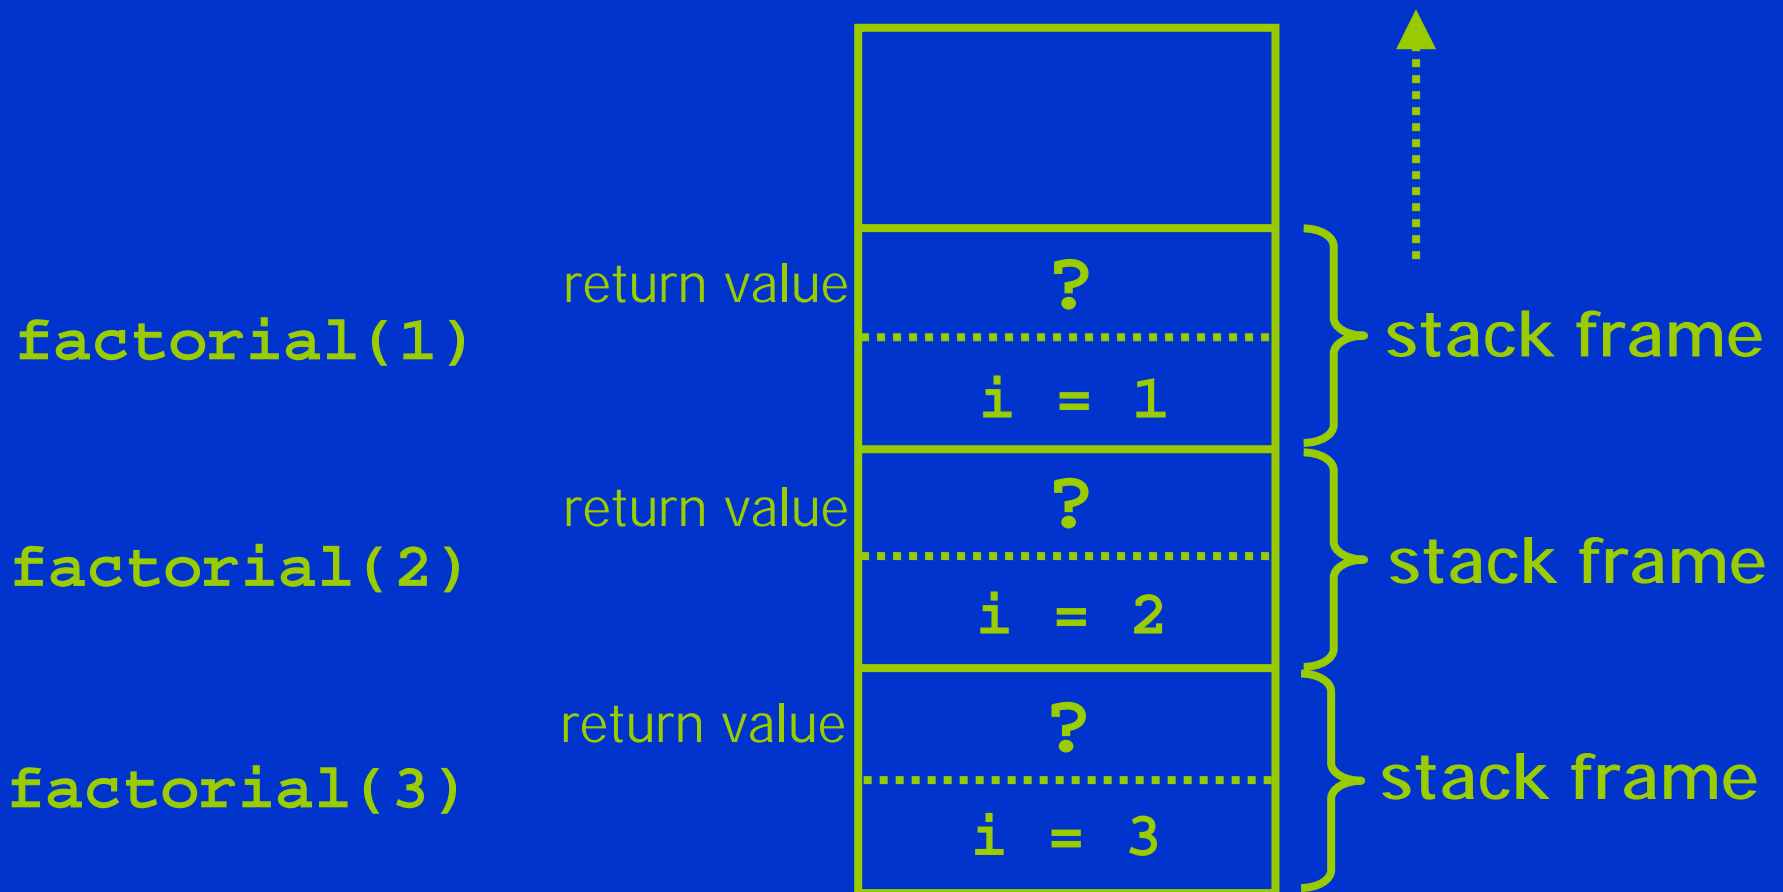 return value ?
factorial(1) stack frame
i = 1
return value ?
factorial(2) stack frame
i = 2
return value ?
factorial(3) stack frame
i = 3